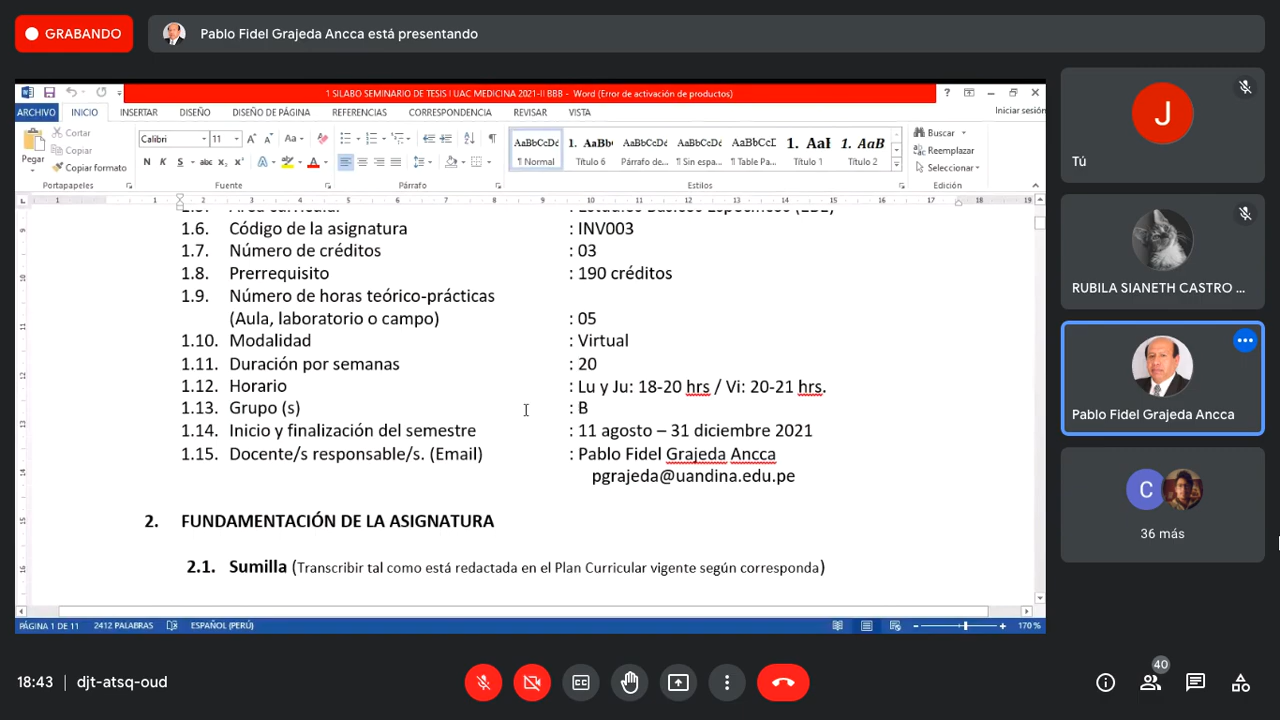 GRABANDO
Pablo Fidel Grajeda Ancca está presentando
1 SILABO SEMINARIO DE TESIS I UAC MEDICINA 2021-II BBB - Word (Error de activación de productos)
ARCHIVO INICIO INSERTAR DISEÑO DISEÑO DE PÁGINA REFERENCIAS CORRESPONDENCIA REVISAR VISTA Iniciar sesión
Pegar
Cortar
Copiar
Copiar formato
Calibri 11
AaBbCcDc 1. AaBb AaBbCcDc AaBbCcDc AaBbCcD 1. AaI 1. AaE
¶ Normal Título 6 Párrafo de... ¶ Sin espa... ¶ Table Pa... Título 1 Título 2
Buscar
Reemplazar
Seleccionar
Portapapeles Fuente Párrafo Estilos Edición
1.6. Código de la asignatura : INV003
1.7. Número de créditos : 03
1.8. Prerrequisito : 190 créditos
1.9. Número de horas teórico-prácticas
(Aula, laboratorio o campo) : 05
1.10. Modalidad : Virtual
1.11. Duración por semanas : 20
1.12. Horario : Lu y Ju: 18-20 hrs / Vi: 20-21 hrs.
1.13. Grupo (s) : B
1.14. Inicio y finalización del semestre : 11 agosto – 31 diciembre 2021
1.15. Docente/s responsable/s. (Email) : Pablo Fidel Grajeda Ancca
pgrajeda@uandina.edu.pe
2. FUNDAMENTACIÓN DE LA ASIGNATURA
2.1. Sumilla (Transcribir tal como está redactada en el Plan Curricular vigente según corresponda)
PÁGINA 1 DE 11 2412 PALABRAS ESPAÑOL (PERÚ) 170 %
J
Tú
RUBILA SIANETH CASTRO ...
Pablo Fidel Grajeda Ancca
C
36 más
18:43 | djt-atsq-oud
40